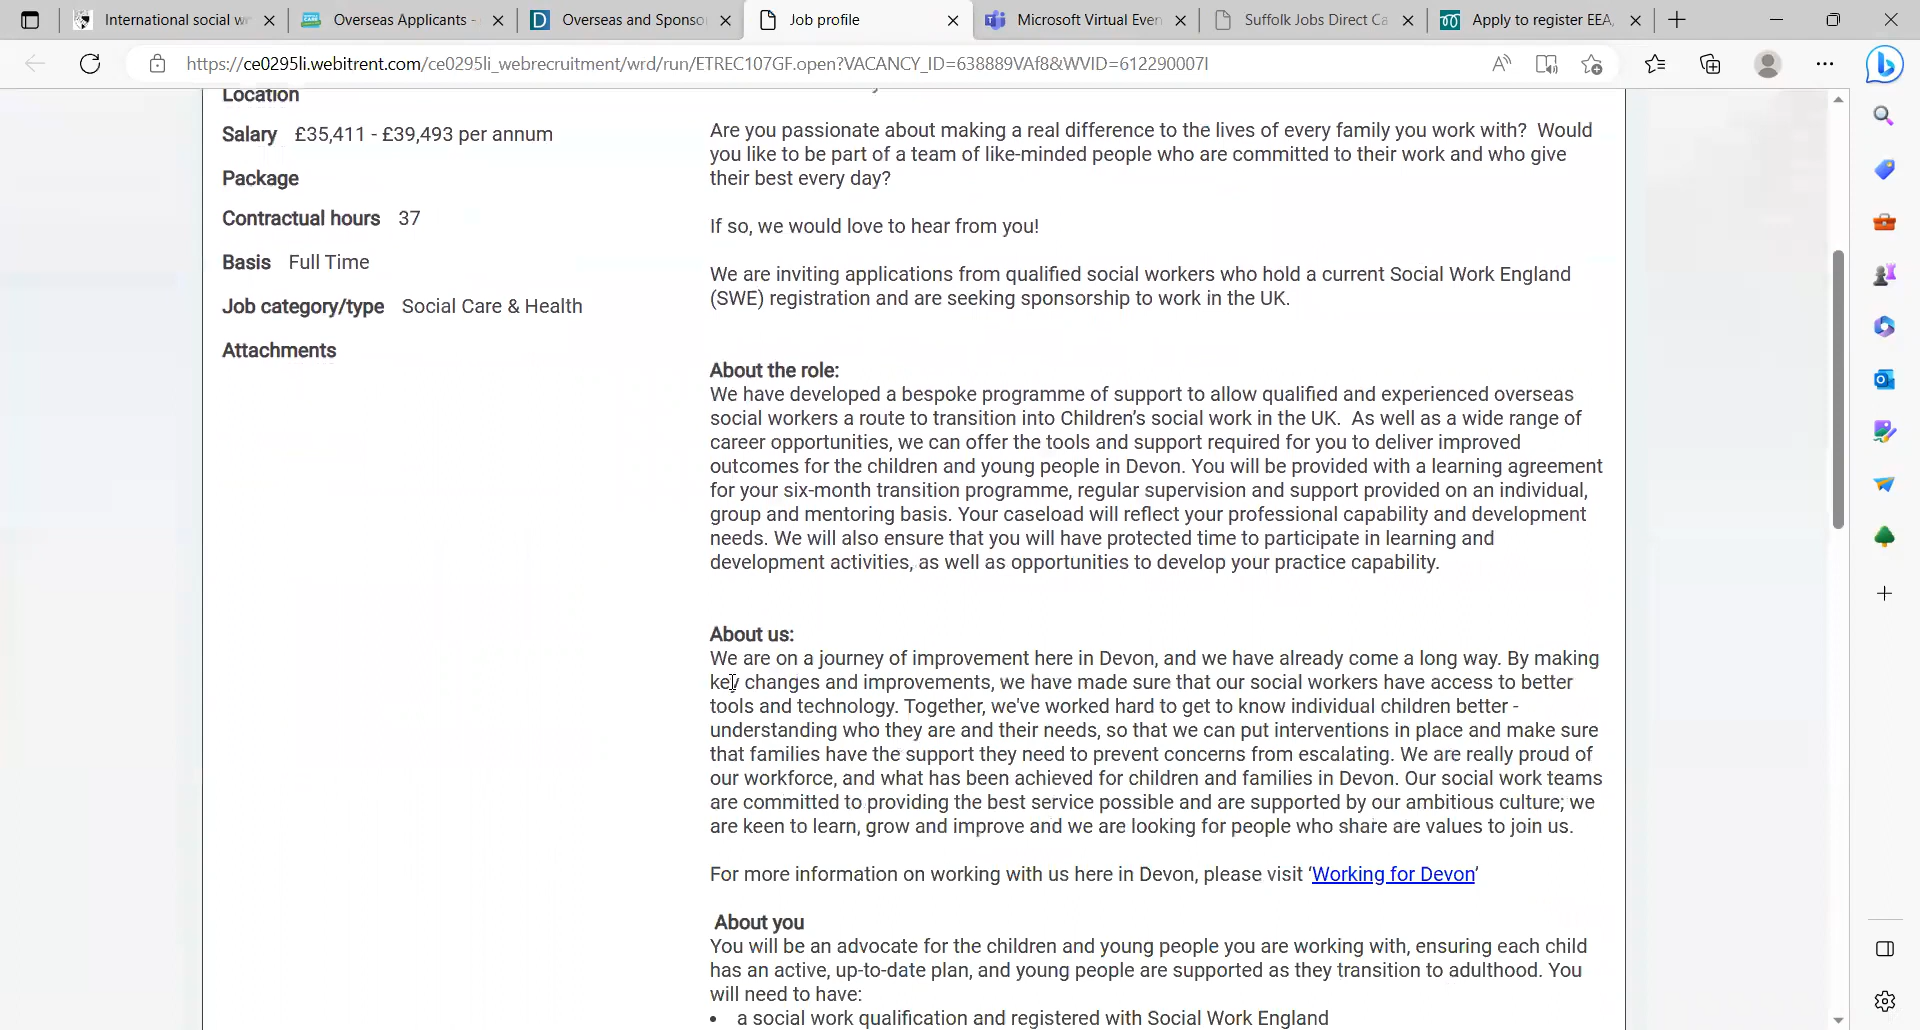 International social w
Overseas Applicants -
Overseas and Sponso
Job profile
Microsoft Virtual Even
Suffolk Jobs Direct Ca
Apply to register EEA,
https://ce0295li.webitrent.com/ce0295li_webrecruitment/wrd/run/ETREC107GF.open?VACANCY_ID=638889VAf8&WVID=612290007I
Location
Salary £35,411 - £39,493 per annum
Package
Contractual hours 37
Basis Full Time
Job category/type Social Care & Health
Attachments
Are you passionate about making a real difference to the lives of every family you work with? Would
you like to be part of a team of like-minded people who are committed to their work and who give
their best every day?
If so, we would love to hear from you!
We are inviting applications from qualified social workers who hold a current Social Work England
(SWE) registration and are seeking sponsorship to work in the UK.
About the role:
We have developed a bespoke programme of support to allow qualified and experienced overseas
social workers a route to transition into Children's social work in the UK. As well as a wide range of
career opportunities, we can offer the tools and support required for you to deliver improved
outcomes for the children and young people in Devon. You will be provided with a learning agreement
for your six-month transition programme, regular supervision and support provided on an individual,
group and mentoring basis. Your caseload will reflect your professional capability and development
needs. We will also ensure that you will have protected time to participate in learning and
development activities, as well as opportunities to develop your practice capability.
About us:
We are on a journey of improvement here in Devon, and we have already come a long way. By making
key changes and improvements, we have made sure that our social workers have access to better
tools and technology. Together, we've worked hard to get to know individual children better -
understanding who they are and their needs, so that we can put interventions in place and make sure
that families have the support they need to prevent concerns from escalating. We are really proud of
our workforce, and what has been achieved for children and families in Devon. Our social work teams
are committed to providing the best service possible and are supported by our ambitious culture; we
are keen to learn, grow and improve and we are looking for people who share are values to join us.
For more information on working with us here in Devon, please visit 'Working for Devon'
About you
You will be an advocate for the children and young people you are working with, ensuring each child
has an active, up-to-date plan, and young people are supported as they transition to adulthood. You
will need to have:
• a social work qualification and registered with Social Work England